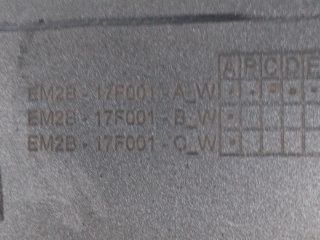 A B C D E
EM2B - 17F001 - A_W
EM2B - 17F001 - B_W
EM2B - 17F001 - C_W